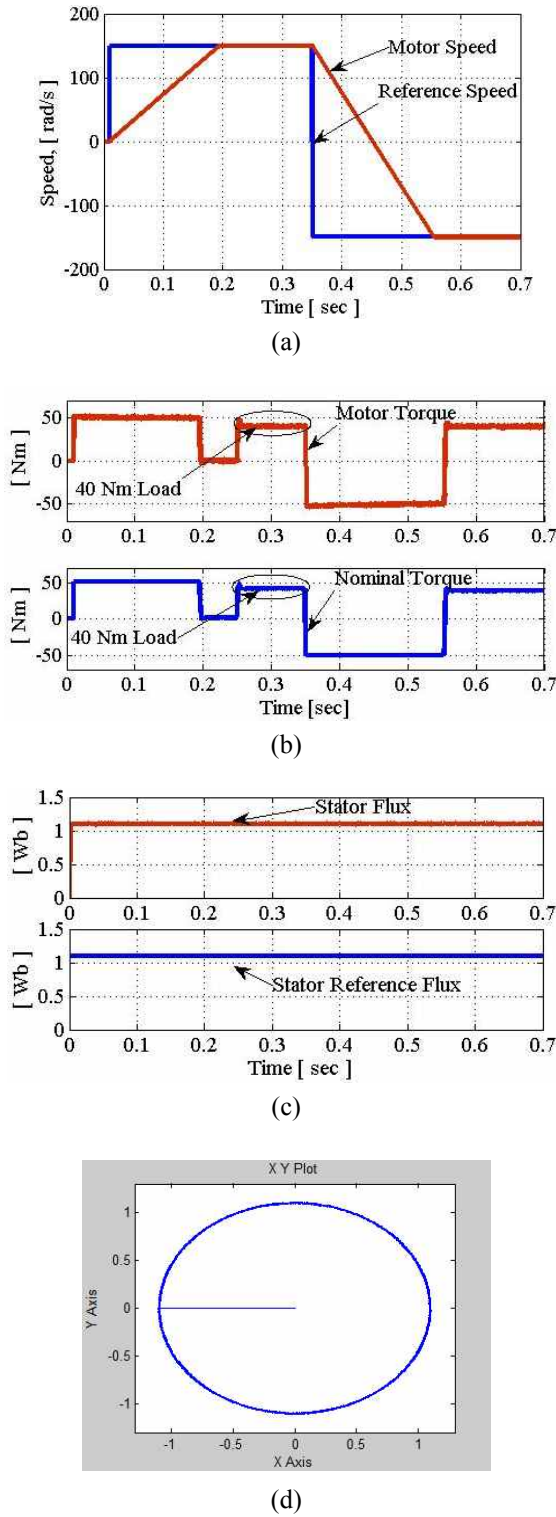 200
100
0
-100
-200
Speed, [ rad/s ]
Motor Speed
Reference Speed
0 0.1 0.2 0.3 0.4 0.5 0.6 0.7
Time [ sec ]
(a)
50
0
-50
[ Nm ]
Motor Torque
40 Nm Load
0 0.1 0.2 0.3 0.4 0.5 0.6 0.7
50
0
-50
[ Nm ]
Nominal Torque
40 Nm Load
0 0.1 0.2 0.3 0.4 0.5 0.6 0.7
Time [sec]
(b)
1.5
1
0.5
0
[ Wb ]
Stator Flux
0 0.1 0.2 0.3 0.4 0.5 0.6 0.7
1.5
1
0.5
0
[ Wb ]
Stator Reference Flux
0 0.1 0.2 0.3 0.4 0.5 0.6 0.7
Time [ sec ]
(c)
X Y Plot
1
0.5
0
-0.5
-1
Y Axis
-1 -0.5 0 0.5 1
X Axis
(d)